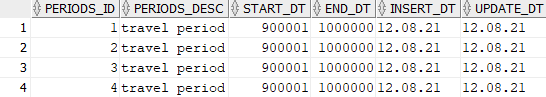 PERIODS_ID PERIODS_DESC START_DT END_DT INSERT_DT UPDATE_DT
1 1 travel period 900001 1000000 12.08.21 12.08.21
2 2 travel period 900001 1000000 12.08.21 12.08.21
3 3 travel period 900001 1000000 12.08.21 12.08.21
4 4 travel period 900001 1000000 12.08.21 12.08.21